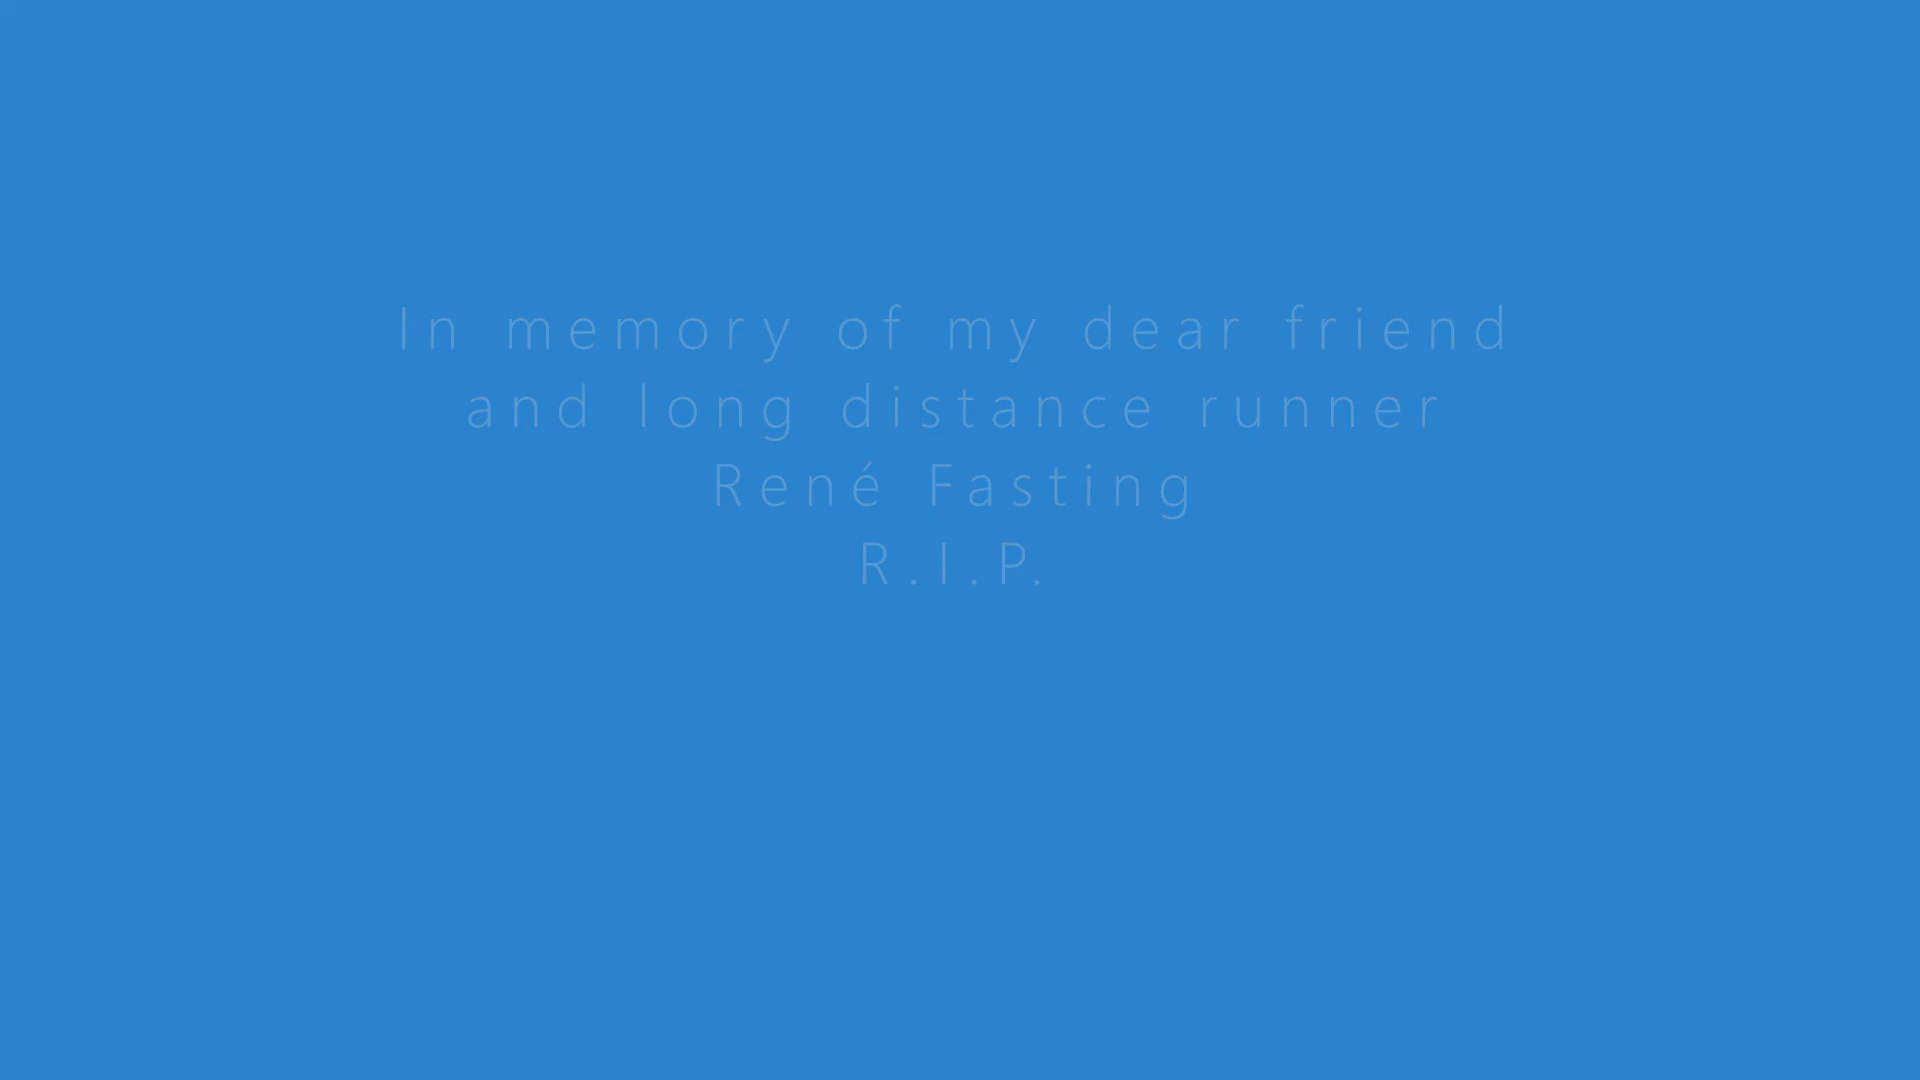 In memory of my dear friend
and long distance runner
René Fasting
R.I.P.